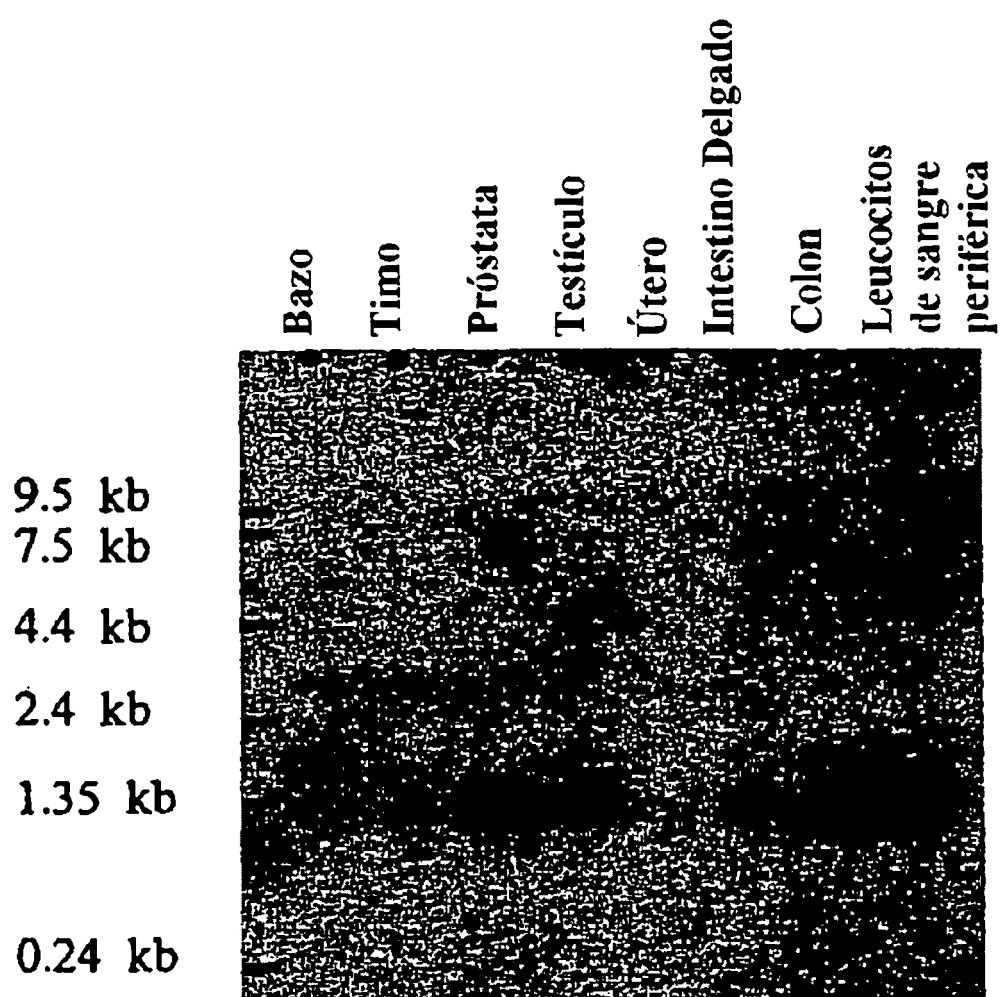 Bazo
Timo
Próstata
Testículo
Útero
Intestino Delgado
Colon
Leucocitos
de sangre
periférica
9.5 kb
7.5 kb
4.4 kb
2.4 kb
1.35 kb
0.24 kb